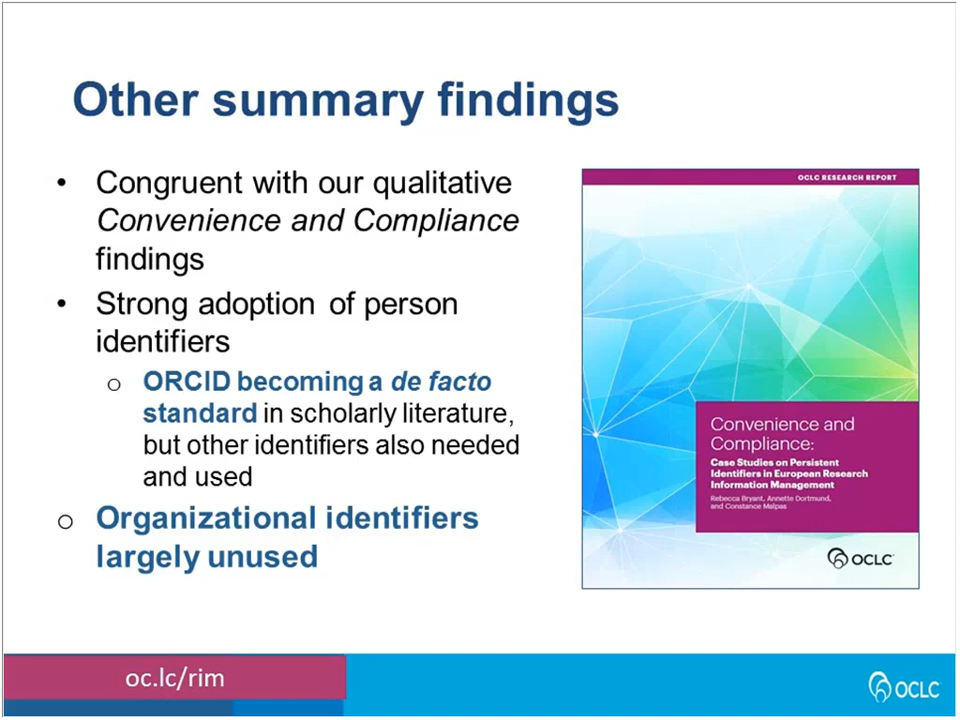 Other summary findings
• Congruent with our qualitative
Convenience and Compliance
findings
• Strong adoption of person
identifiers
o ORCID becoming a de facto
standard in scholarly literature,
but other identifiers also needed
and used
o Organizational identifiers
largely unused
OCLC RESEARCH REPORT
Convenience and
Compliance:
Case Studies on Persistent
Identifiers in European Research
Information Management
Rebecca Bryant, Annette Dortmund,
and Constance Malpas
OCLC
oc.lc/rim
OCLC